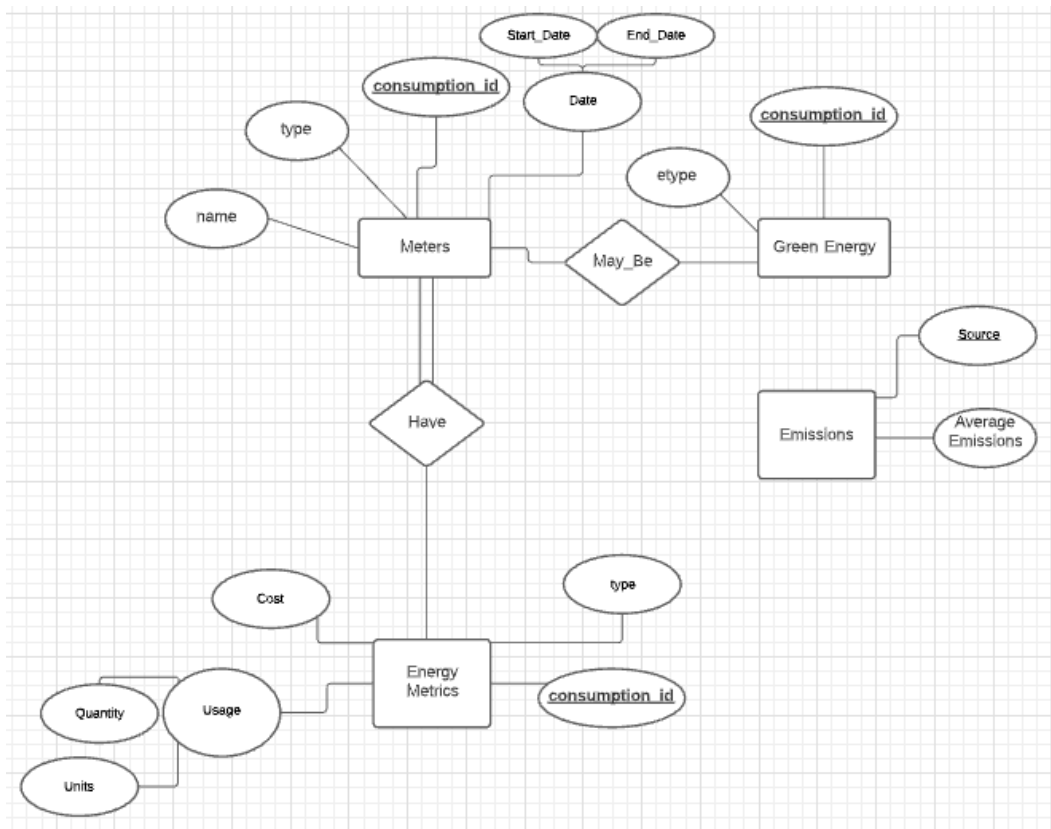 Start_Date
End_Date
consumption_id
Date
consumption_id
type
etype
name
Meters
May_Be
Green Energy
Source
Have
Emissions
Average
Emissions
Cost
type
Energy
Metrics
consumption_id
Quantity
Usage
Units